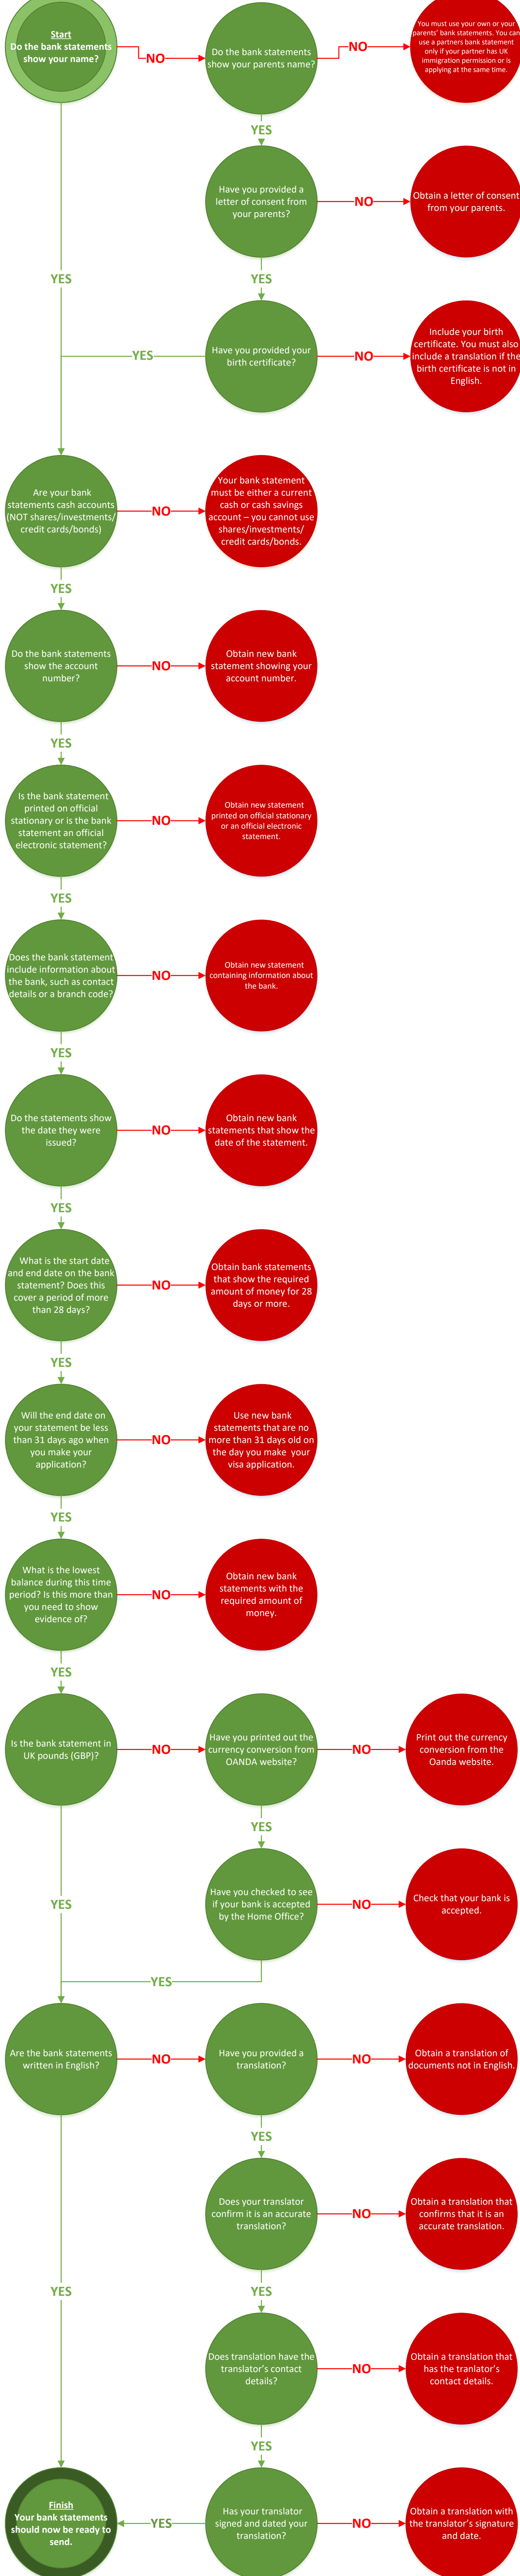 Start
Do the bank statements
show your name?
NO
Do the bank statements
show your parents name?
NO
You must use your own or your
parents' bank statements. You can
use a partners bank statement
only if your partner has UK
immigration permission or is
applying at the same time.
YES
Have you provided a
letter of consent from
your parents?
NO
Obtain a letter of consent
from your parents.
YES
YES
Have you provided your
birth certificate?
YES
NO
Include your birth
certificate. You must also
include a translation if the
birth certificate is not in
English.
Are your bank
statements cash accounts
(NOT shares/investments/
credit cards/bonds)
NO
Your bank statement
must be either a current
cash or cash savings
account – you cannot use
shares/investments/
credit cards/bonds.
YES
Do the bank statements
show the account
number?
NO
Obtain new bank
statement showing your
account number.
YES
Is the bank statement
printed on official
stationary or is the bank
statement an official
electronic statement?
NO
Obtain new statement
printed on official stationary
or an official electronic
statement.
YES
Does the bank statement
include information about
the bank, such as contact
details or a branch code?
NO
Obtain new statement
containing information about
the bank.
YES
Do the statements show
the date they were
issued?
NO
Obtain new bank
statements that show the
date of the statement.
YES
What is the start date
and end date on the bank
statement? Does this
cover a period of more
than 28 days?
NO
Obtain bank statements
that show the required
amount of money for 28
days or more.
YES
Will the end date on
your statement be less
than 31 days ago when
you make your
application?
NO
Use new bank
statements that are no
more than 31 days old on
the day you make your
visa application.
YES
What is the lowest
balance during this time
period? Is this more than
you need to show
evidence of?
NO
Obtain new bank
statements with the
required amount of
money.
YES
Is the bank statement in
UK pounds (GBP)?
NO
Have you printed out the
currency conversion from
OANDA website?
NO
Print out the currency
conversion from the
Oanda website.
YES
YES
Have you checked to see
if your bank is accepted
by the Home Office?
NO
Check that your bank is
accepted.
YES
Are the bank statements
written in English?
NO
Have you provided a
translation?
NO
Obtain a translation of
documents not in English.
YES
Does your translator
confirm it is an accurate
translation?
NO
Obtain a translation that
confirms that it is an
accurate translation.
YES
YES
Does translation have the
translator's contact
details?
NO
Obtain a translation that
has the tranlator's
contact details.
YES
Finish
Your bank statements
should now be ready to
send.
YES
Has your translator
signed and dated your
translation?
NO
Obtain a translation with
the translator's signature
and date.